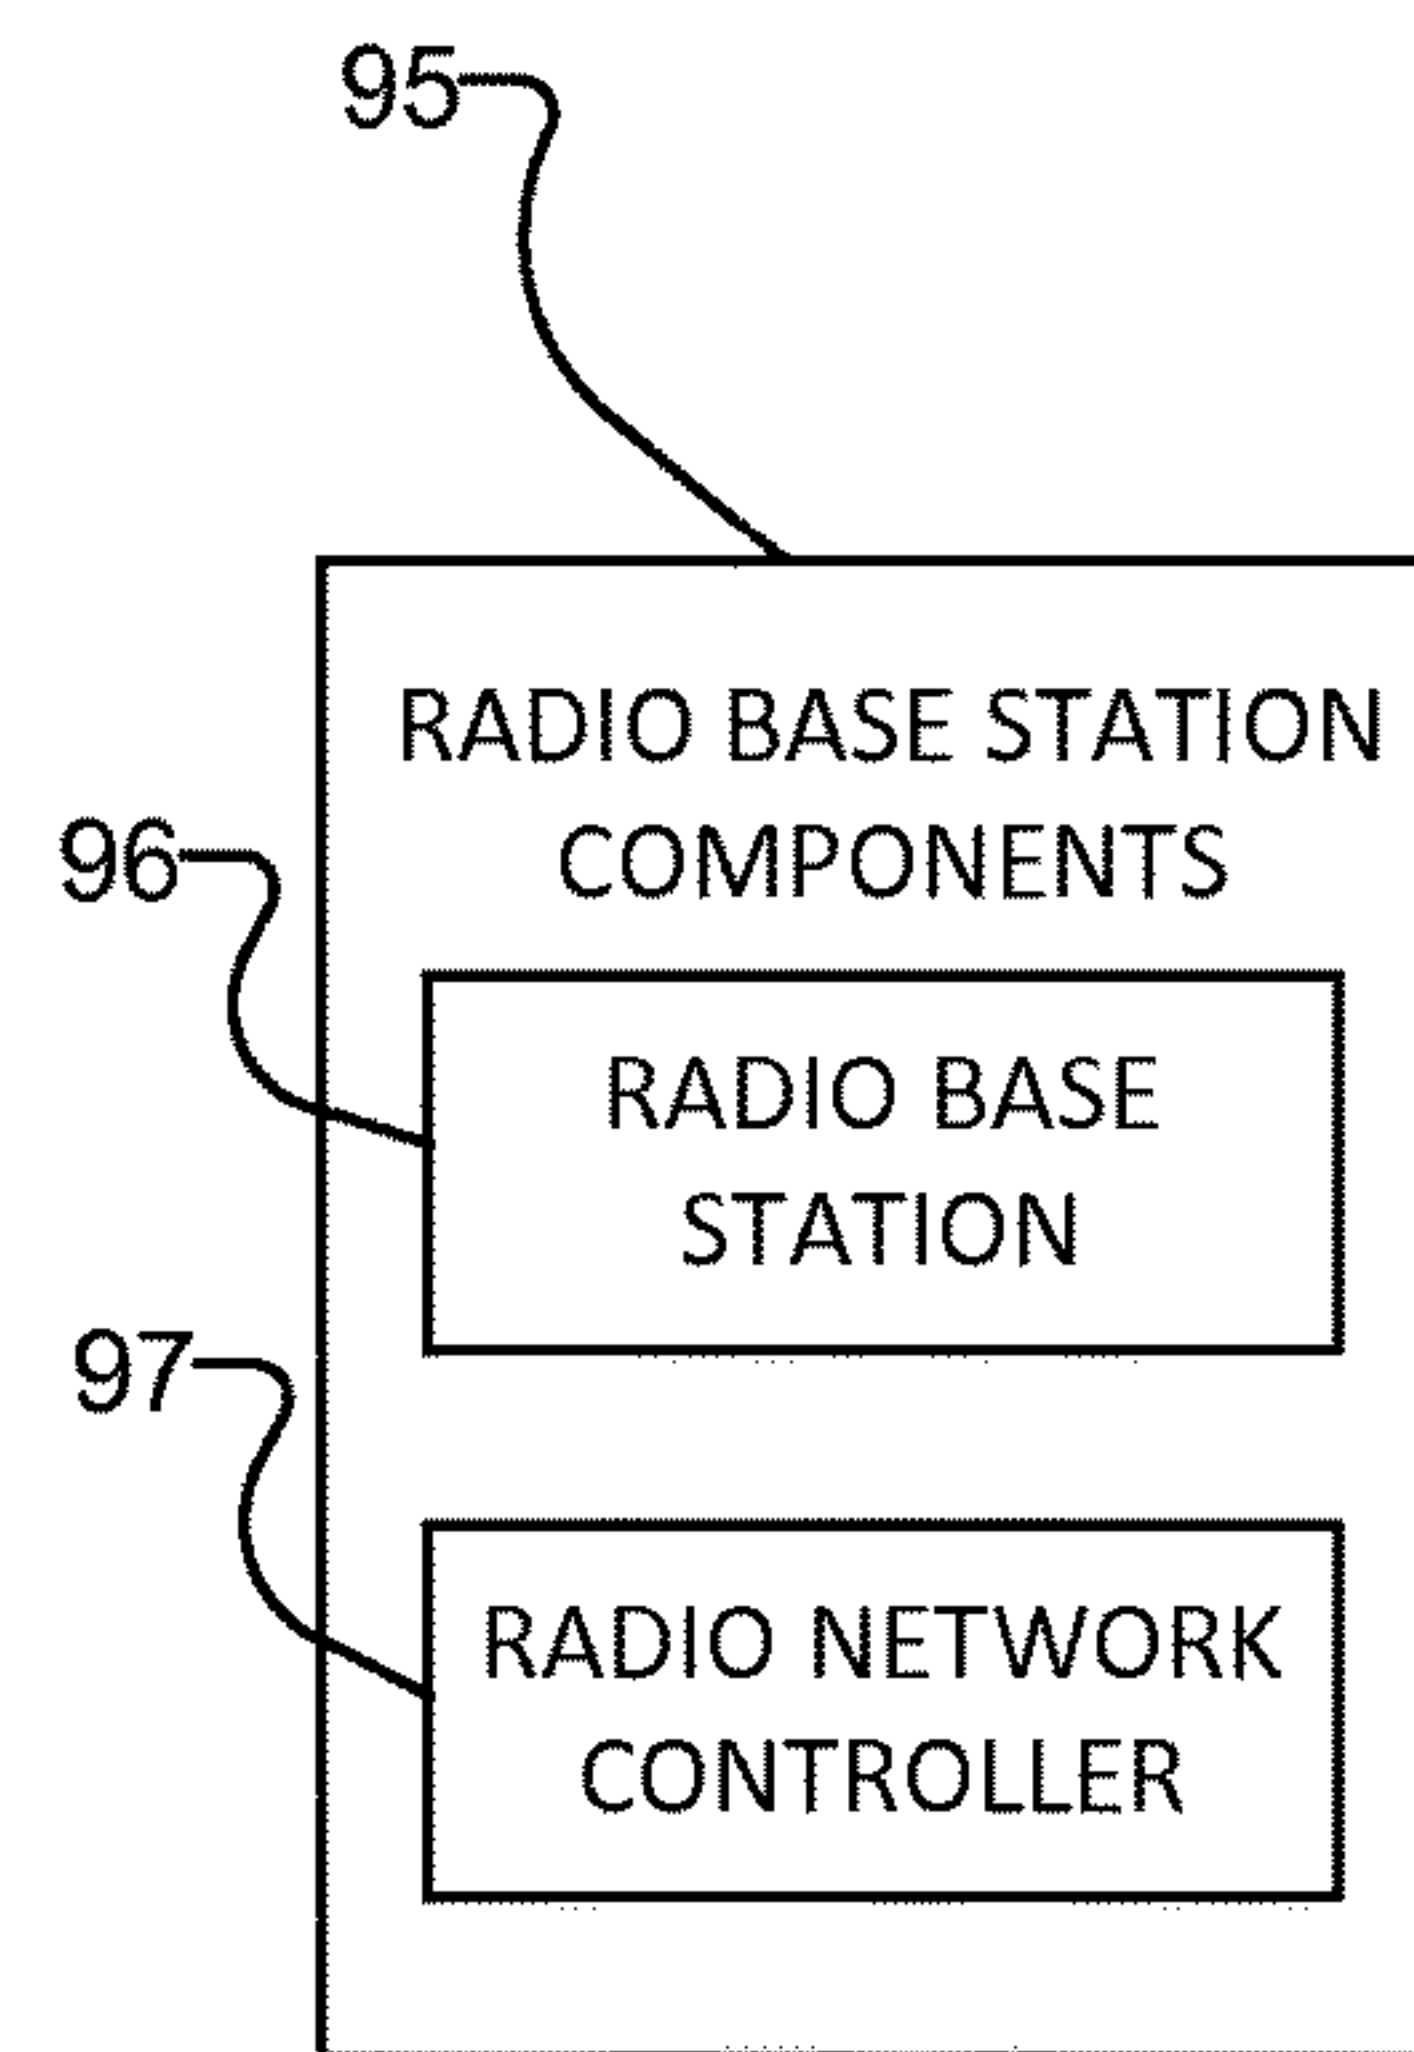 95
RADIO BASE STATION
COMPONENTS
96
RADIO BASE
STATION
97
RADIO NETWORK
CONTROLLER